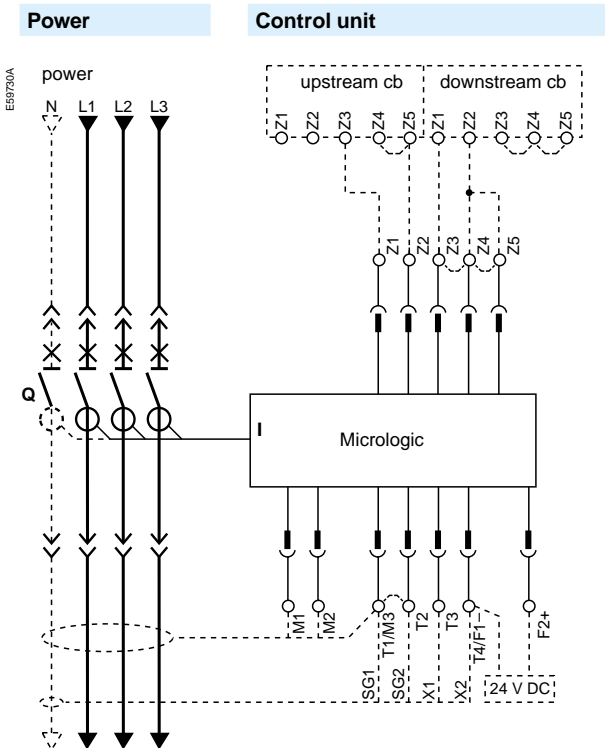 Power
Control unit
E59730A
power
N L1 L2 L3
upstream cb
downstream cb
Z1 Z2 Z3 Z4 Z5 Z1 Z2 Z3 Z4 Z5
Z1 Z2 Z3 Z4 Z5
Q
I
Micrologic
M1 M2 T1/M3 T2 T3 T4/F1– F2+
SG1 SG2 X1 X2
24 V DC